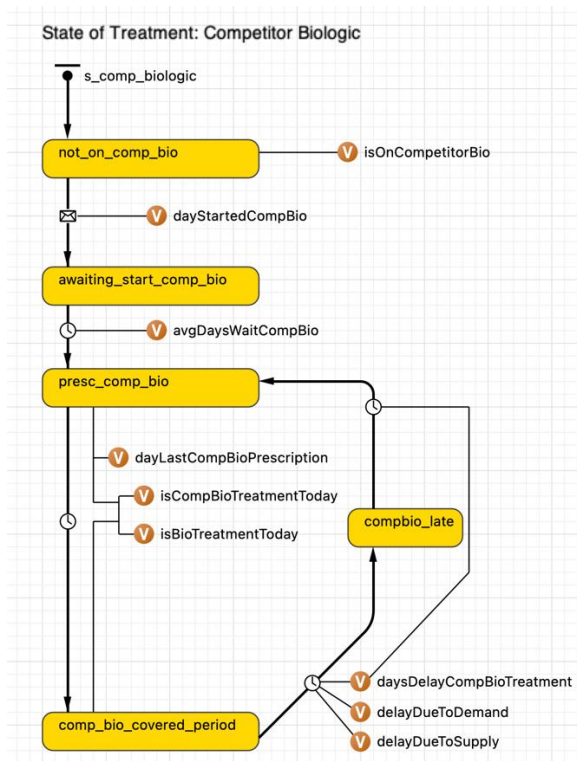 State of Treatment: Competitor Biologic
s_comp_biologic
not_on_comp_bio
V isOnCompetitorBio
V dayStartedCompBio
awaiting_start_comp_bio
V avgDaysWaitCompBio
presc_comp_bio
V dayLastCompBioPrescription
V isCompBioTreatmentToday
compbio_late
V isBioTreatmentToday
V daysDelayCompBioTreatment
V delayDueToDemand
comp_bio_covered_period
V delayDueToSupply